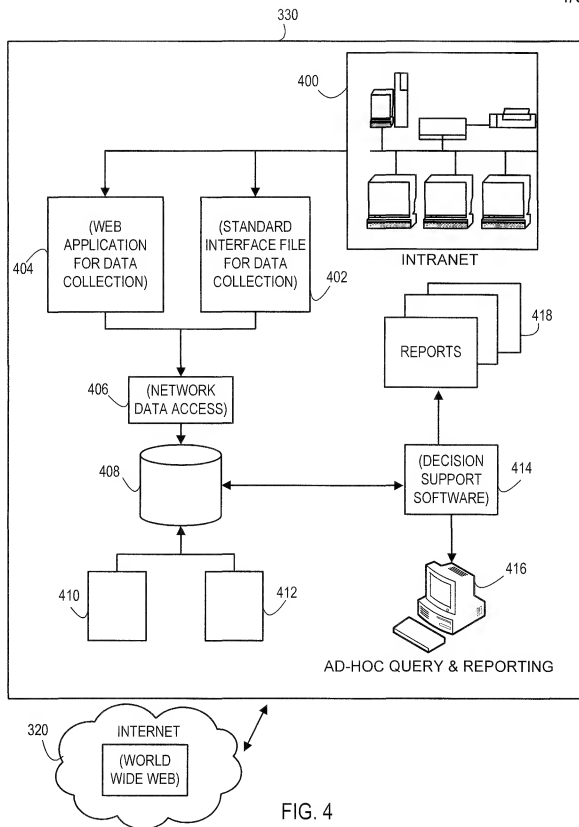 330
400
(WEB
APPLICATION
FOR DATA
COLLECTION)
404
(STANDARD
INTERFACE FILE
FOR DATA
COLLECTION)
402
INTRANET
418
REPORTS
406
(NETWORK
DATA ACCESS)
408
(DECISION
SUPPORT
SOFTWARE)
414
410
412
416
AD-HOC QUERY & REPORTING
320
INTERNET
(WORLD
WIDE WEB)
FIG. 4